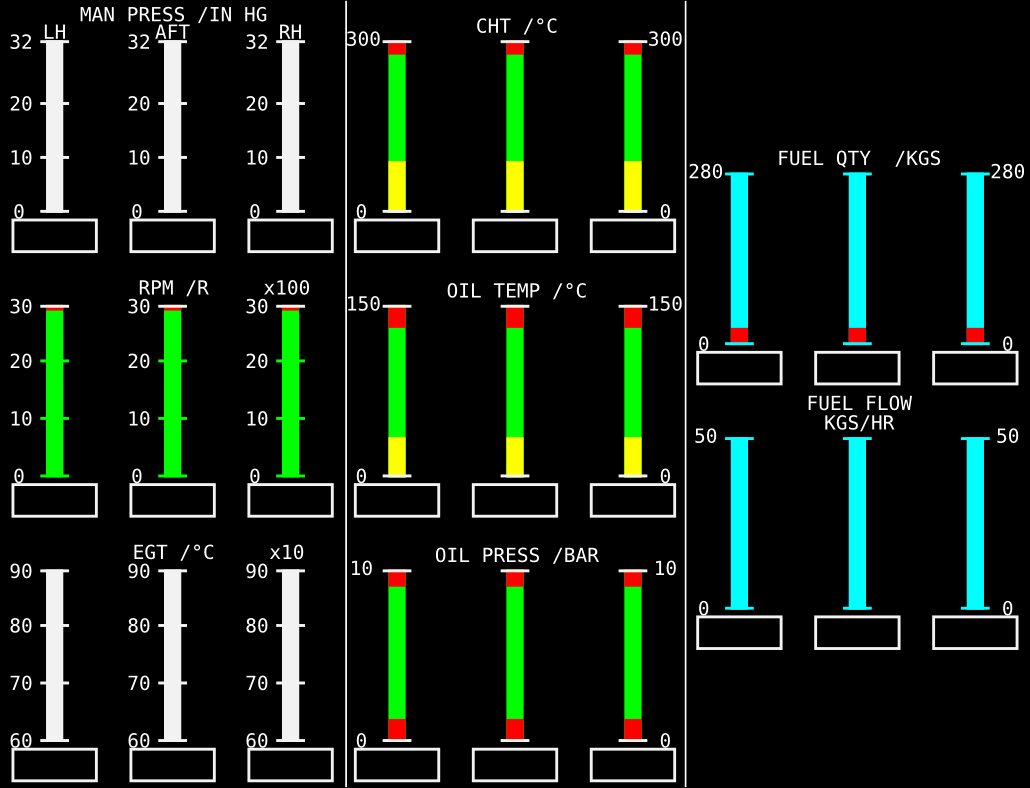 MAN PRESS /IN HG
LH AFT RH
32 32 32
20 20 20
10 10 10
0 0 0
RPM /R x100
30 30 30
20 20 20
10 10 10
0 0 0
EGT /°C x10
90 90 90
80 80 80
70 70 70
60 60 60
CHT /°C
300 300
0 0
OIL TEMP /°C
150 150
0 0
OIL PRESS /BAR
10 10
0 0
FUEL QTY /KGS
280 280
0 0
FUEL FLOW
KGS/HR
50 50
0 0